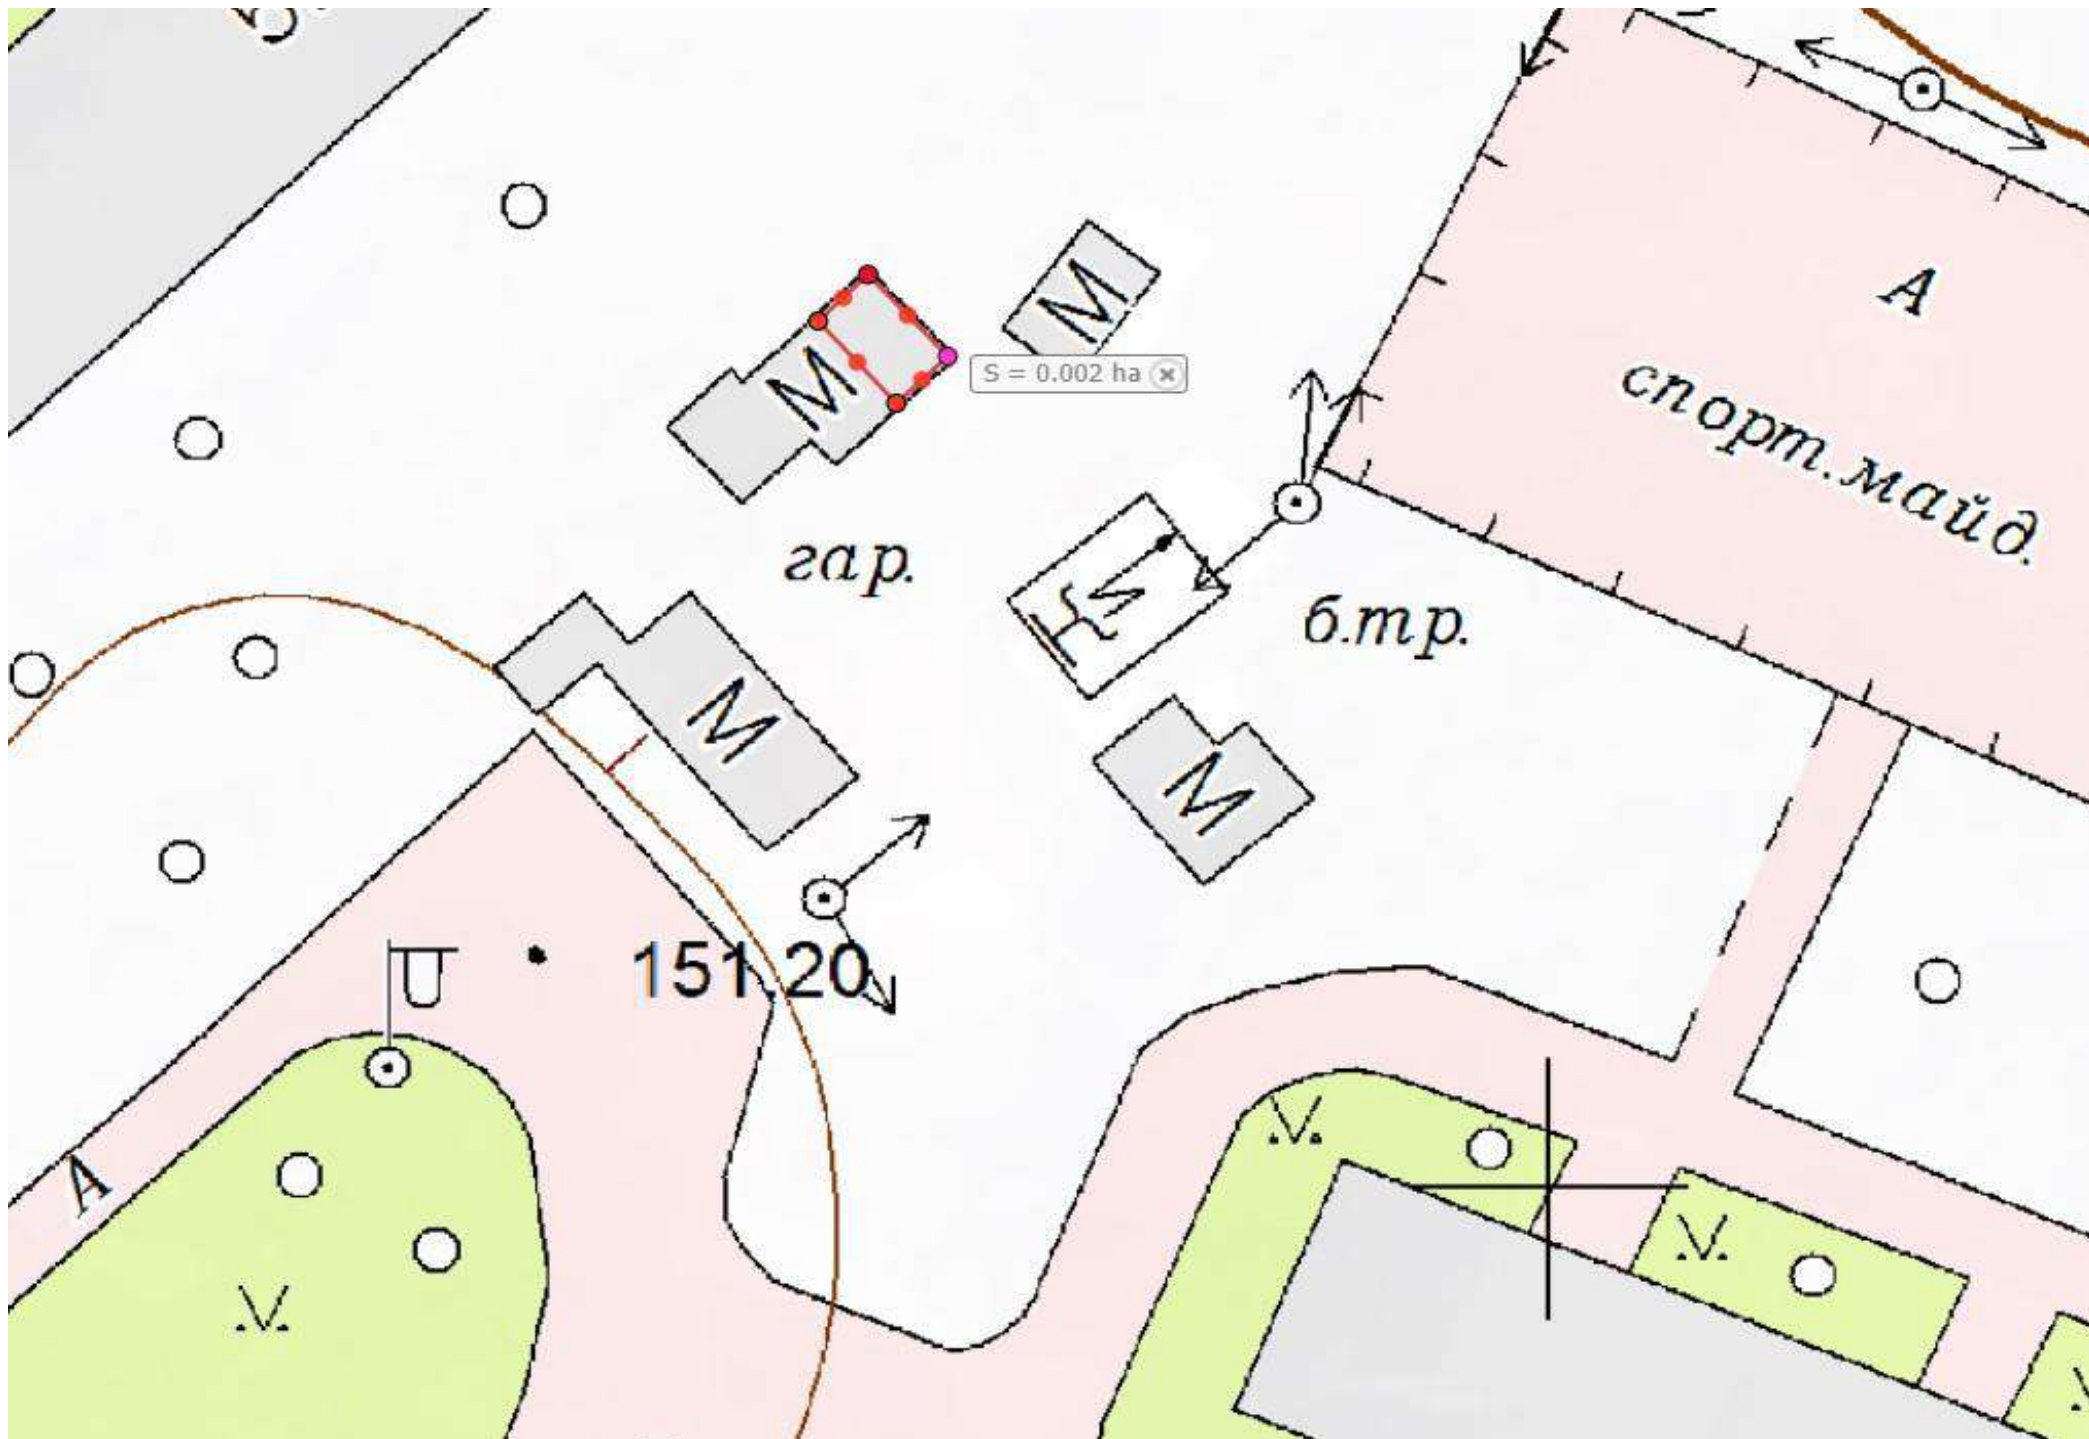 А
М
S = 0.002 ha
М
спорт.майд.
гар.
И
б.тр.
М
М
151.20
А